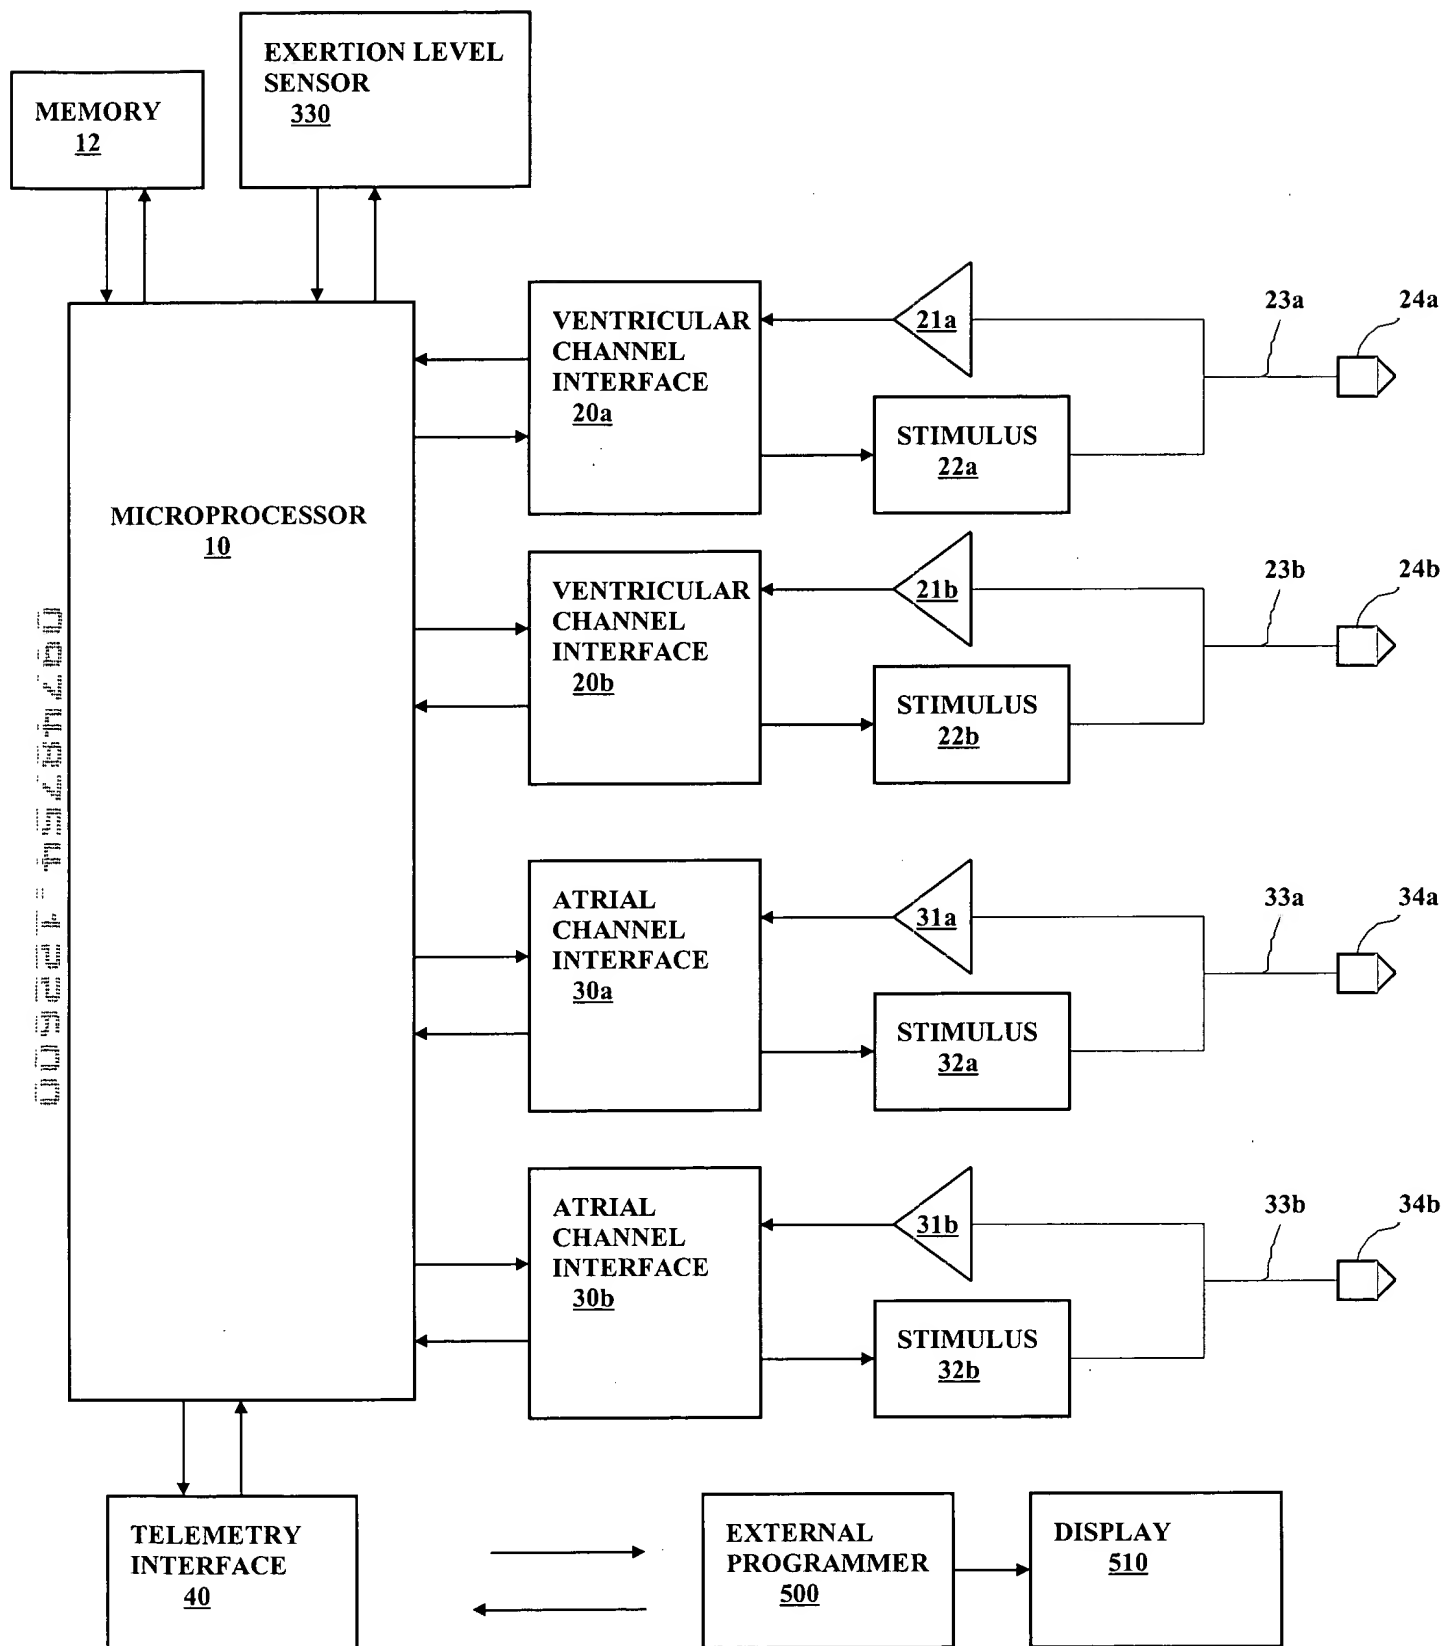 EXERTION LEVEL
SENSOR
330
MEMORY
12
MICROPROCESSOR
10
VENTRICULAR
CHANNEL
INTERFACE
20a
21a
STIMULUS
22a
23a
24a
VENTRICULAR
CHANNEL
INTERFACE
20b
21b
STIMULUS
22b
23b
24b
ATRIAL
CHANNEL
INTERFACE
30a
31a
STIMULUS
32a
33a
34a
ATRIAL
CHANNEL
INTERFACE
30b
31b
STIMULUS
32b
33b
34b
TELEMETRY
INTERFACE
40
EXTERNAL
PROGRAMMER
500
DISPLAY
510
09748754.122600